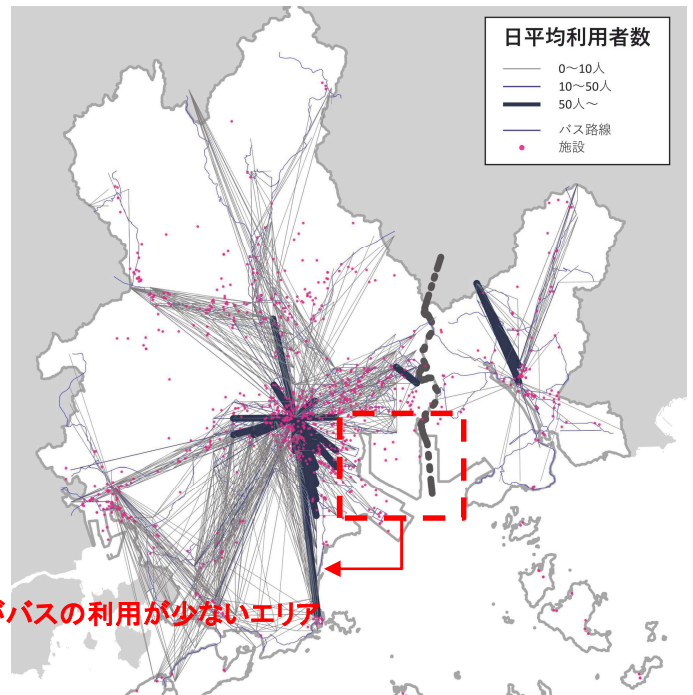 日平均利用者数
0～10人
10～50人
50人～
バス路線
施設
がバスの利用が少ないエリア